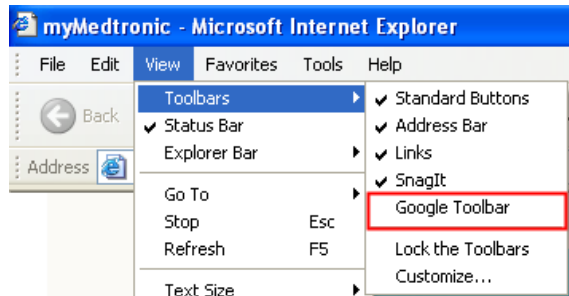 myMedtronic - Microsoft Internet Explorer
File Edit View Favorites Tools Help
Back
Address
Toolbars
Status Bar
Explorer Bar
Go To
Stop Esc
Refresh F5
Text Size
Standard Buttons
Address Bar
Links
SnagIt
Google Toolbar
Lock the Toolbars
Customize...